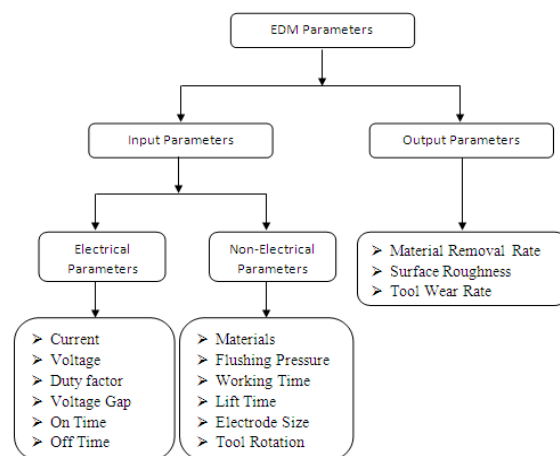 EDM Parameters
Input Parameters
Output Parameters
Electrical
Parameters
Non-Electrical
Parameters
➢ Material Removal Rate
➢ Surface Roughness
➢ Tool Wear Rate
➢ Current
➢ Voltage
➢ Duty factor
➢ Voltage Gap
➢ On Time
➢ Off Time
➢ Materials
➢ Flushing Pressure
➢ Working Time
➢ Lift Time
➢ Electrode Size
➢ Tool Rotation